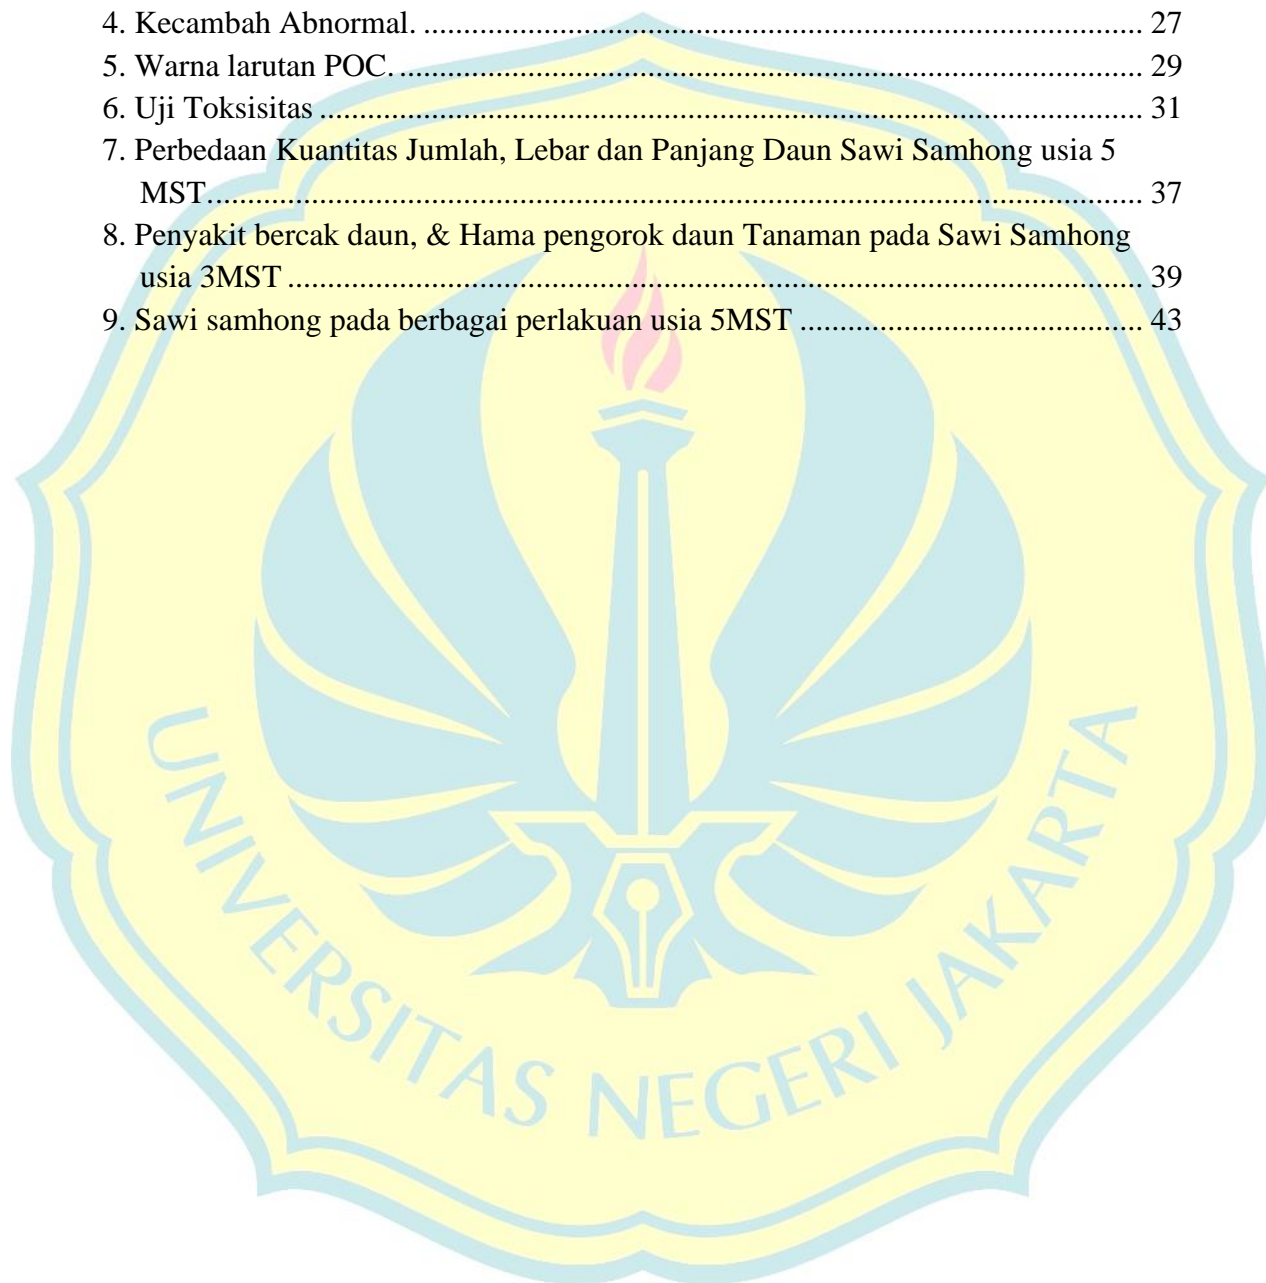 4. Kecambah Abnormal. ........................................................................................ 27
5. Warna larutan POC. ........................................................................................... 29
6. Uji Toksisitas ..................................................................................................... 31
7. Perbedaan Kuantitas Jumlah, Lebar dan Panjang Daun Sawi Samhong usia 5
MST. .................................................................................................................. 37
8. Penyakit bercak daun, & Hama pengorok daun Tanaman pada Sawi Samhong
usia 3MST ......................................................................................................... 39
9. Sawi samhong pada berbagai perlakuan usia 5MST .......................................... 43
UNIVERSITAS NEGERI JAKARTA